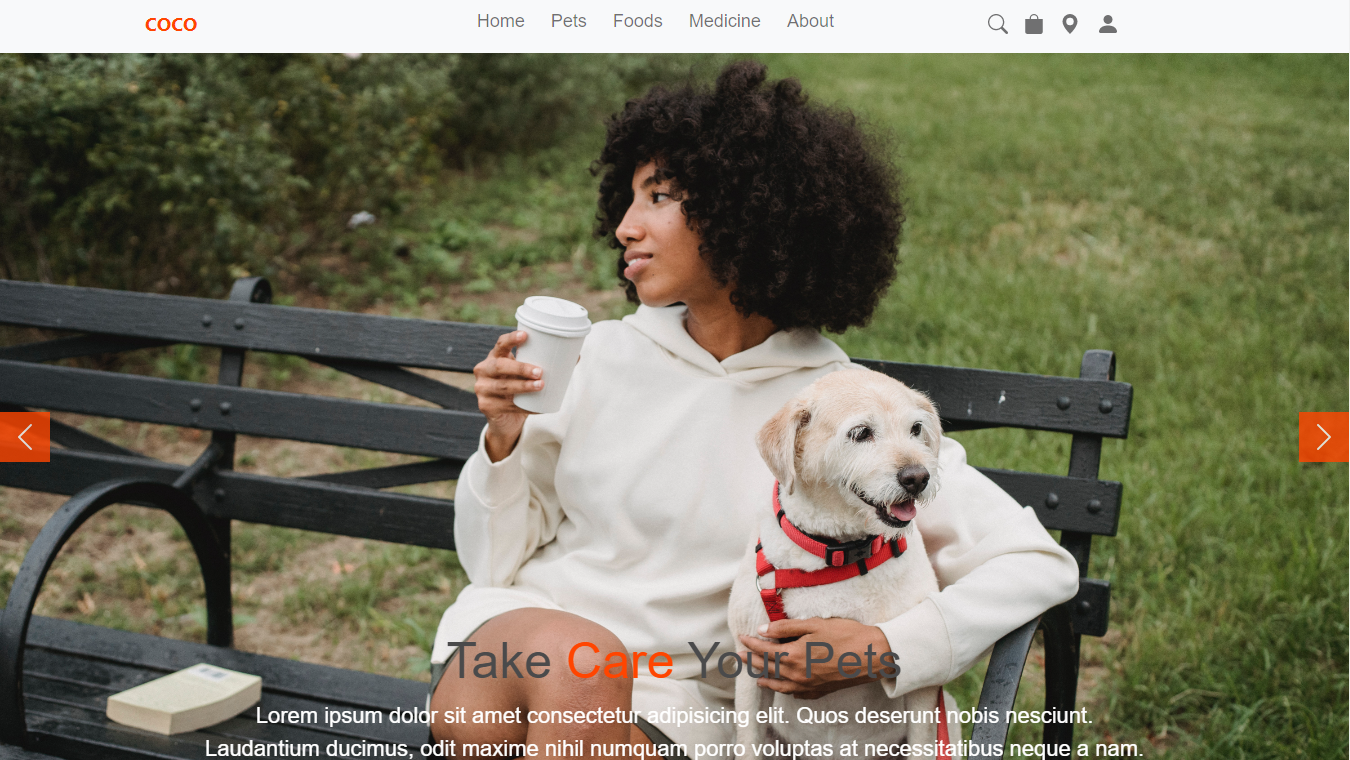 COCO
Home Pets Foods Medicine About
Take Care Your Pets
Lorem ipsum dolor sit amet consectetur adipisicing elit. Quos deserunt nobis nesciunt.
Laudantium ducimus, odit maxime nihil numquam porro voluptas at necessitatibus neque a nam.